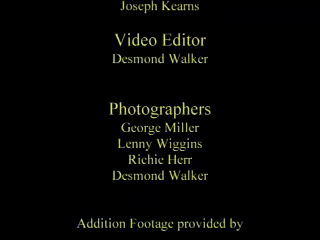 Joseph Kearns
Video Editor
Desmond Walker
Photographers
George Miller
Lenny Wiggins
Richie Herr
Desmond Walker
Addition Footage provided by